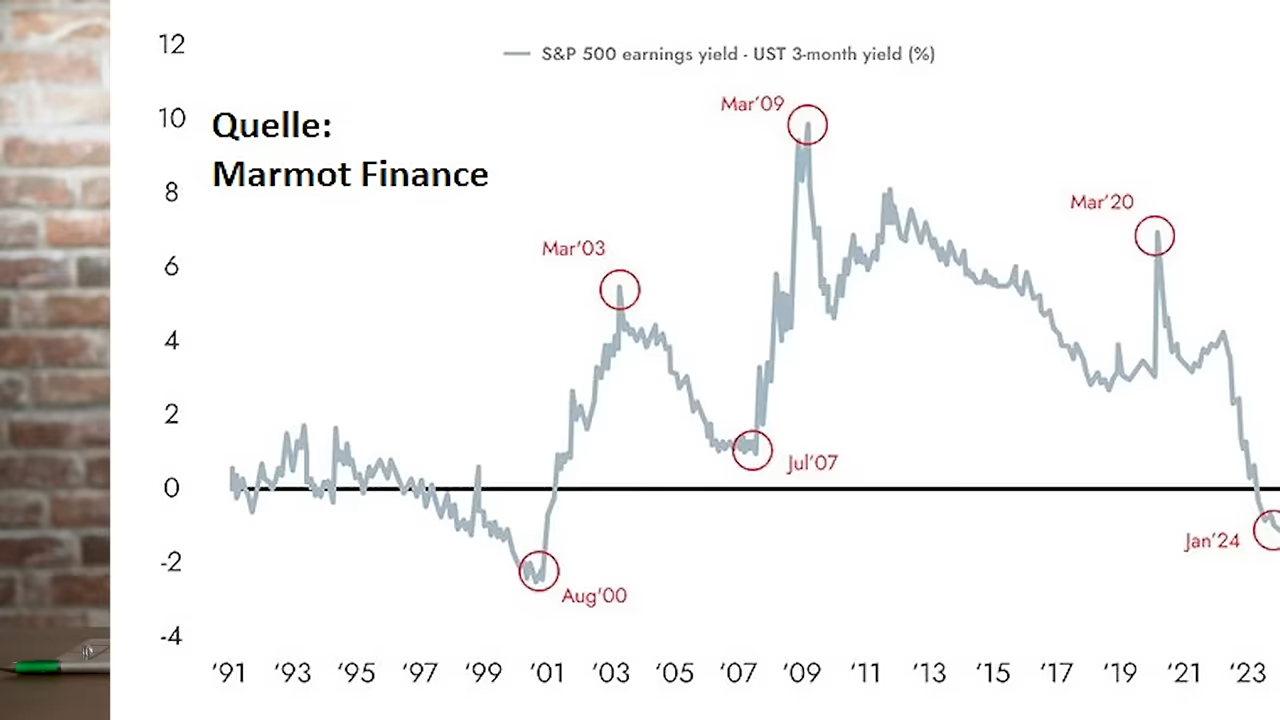 12
S&P 500 earnings yield - UST 3-month yield (%)
10
Quelle:
Marmot Finance
8
6
4
2
0
-2
-4
Mar'03
Mar'09
Mar'20
Jul'07
Jan'24
Aug'00
'91 '93 '95 '97 '99 '01 '03 '05 '07 '09 '11 '13 '15 '17 '19 '21 '23